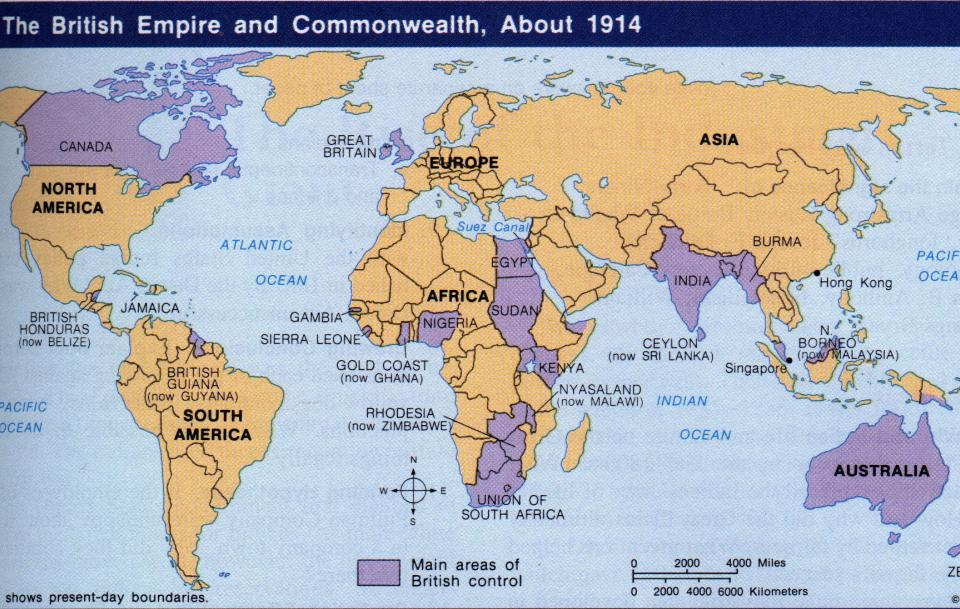 The British Empire and Commonwealth, About 1914
CANADA
NORTH
AMERICA
ATLANTIC
OCEAN
BRITISH
HONDURAS
(now BELIZE)
JAMAICA
BRITISH
GUIANA
(now GUYANA)
SOUTH
AMERICA
PACIFIC
OCEAN
GREAT
BRITAIN
EUROPE
ASIA
Suez Canal
EGYPT
AFRICA
SUDAN
NIGERIA
GAMBIA
SIERRA LEONE
GOLD COAST
(now GHANA)
KENYA
NYASALAND
(now MALAWI)
RHODESIA
(now ZIMBABWE)
UNION OF
SOUTH AFRICA
INDIA
BURMA
Hong Kong
PACIF
OCEA
CEYLON
(now SRI LANKA)
N.
BORNEO
(now MALAYSIA)
Singapore
INDIAN
OCEAN
AUSTRALIA
ZE
N
W
E
S
Main areas of
British control
0 2000 4000 Miles
0 2000 4000 6000 Kilometers
shows present-day boundaries.
©